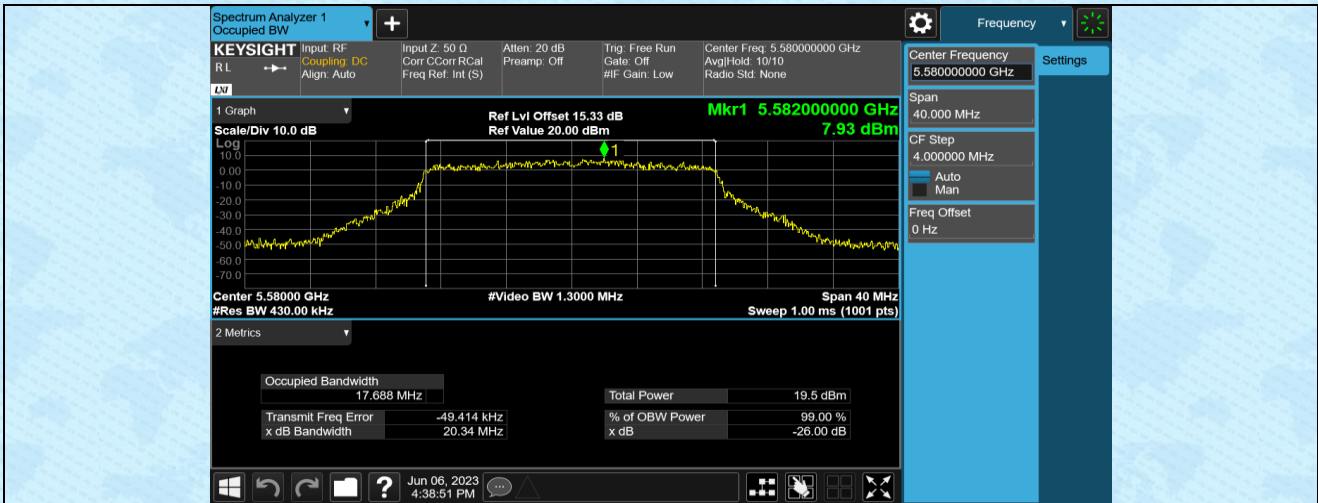 Spectrum Analyzer 1
Occupied BW
Frequency
KEYSIGHT
R L
LXI
Input: RF
Coupling: DC
Align: Auto
Input Z: 50 Ω
Corr CCorr RCal
Freq Ref: Int (S)
Atten: 20 dB
Preamp: Off
Trig: Free Run
Gate: Off
#IF Gain: Low
Center Freq: 5.580000000 GHz
Avg|Hold: 10/10
Radio Std: None
Center Frequency
5.580000000 GHz
Settings
Span
40.000 MHz
CF Step
4.000000 MHz
Auto
Man
Freq Offset
0 Hz
1 Graph
Scale/Div 10.0 dB
Ref Lvl Offset 15.33 dB
Ref Value 20.00 dBm
Mkr1 5.582000000 GHz
7.93 dBm
Log
10.0
0.00
-10.0
-20.0
-30.0
-40.0
-50.0
-60.0
-70.0
1
Center 5.58000 GHz
#Res BW 430.00 kHz
#Video BW 1.3000 MHz
Span 40 MHz
Sweep 1.00 ms (1001 pts)
2 Metrics
Occupied Bandwidth
17.688 MHz
Transmit Freq Error -49.414 kHz
x dB Bandwidth 20.34 MHz
Total Power 19.5 dBm
% of OBW Power 99.00 %
x dB -26.00 dB
?
Jun 06, 2023
4:38:51 PM